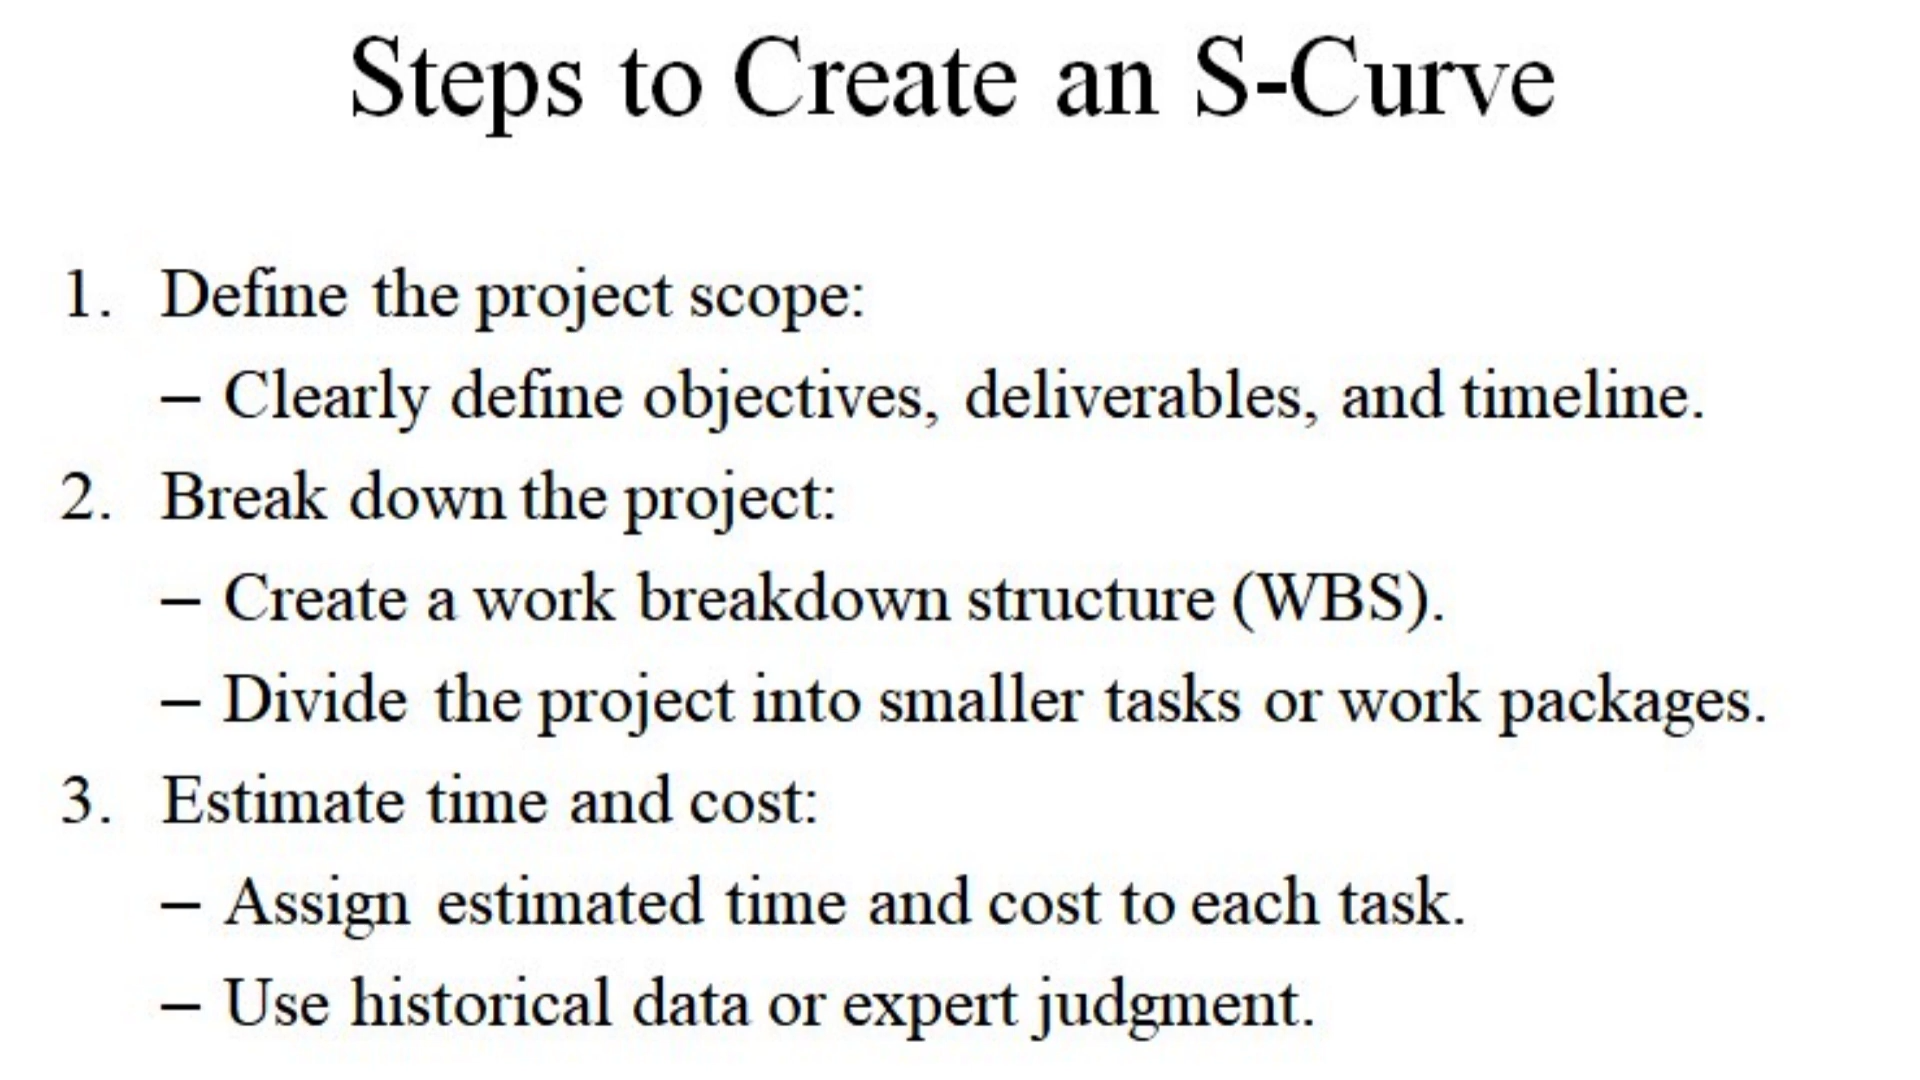 Steps to Create an S-Curve
1. Define the project scope:
– Clearly define objectives, deliverables, and timeline.
2. Break down the project:
– Create a work breakdown structure (WBS).
– Divide the project into smaller tasks or work packages.
3. Estimate time and cost:
– Assign estimated time and cost to each task.
– Use historical data or expert judgment.